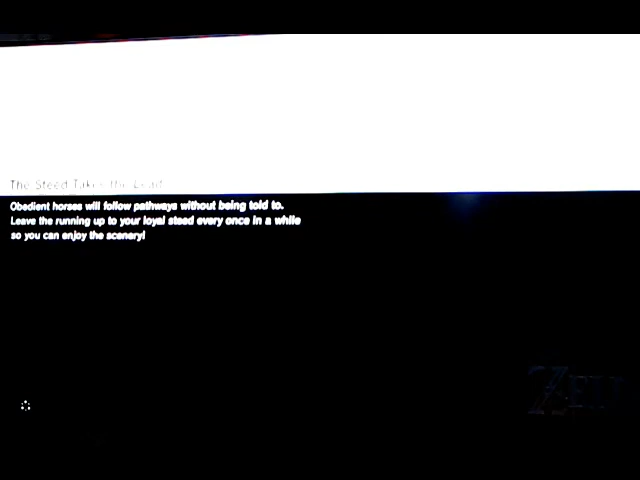 The Steed Takes the Lead
Obedient horses will follow pathways without being told to.
Leave the running up to your loyal steed every once in a while
so you can enjoy the scenery!